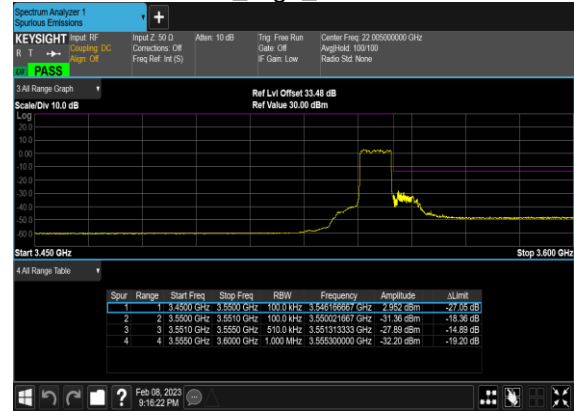 Spectrum Analyzer 1
Spurious Emissions
KEYSIGHT Input: RF Input Z: 50 Ω Atten: 10 dB Trig: Free Run Center Freq: 22.005000000 GHz
R T Coupling: DC Corrections: Off Gate: Off Avg|Hold: 100/100
Align: Off Freq Ref: Int (S) IF Gain: Low Radio Std: None
PASS
3 All Range Graph
Ref Lvl Offset 33.48 dB
Scale/Div 10.0 dB Ref Value 30.00 dBm
Log
20.0
10.0
0.00
-10.0
-20.0
-30.0
-40.0
-50.0
-60.0
Start 3.450 GHz Stop 3.600 GHz
4 All Range Table
Spur Range Start Freq Stop Freq RBW Frequency Amplitude ΔLimit
1 1 3.4500 GHz 3.5500 GHz 100.0 kHz 3.546166667 GHz 2.952 dBm -27.05 dB
2 2 3.5500 GHz 3.5510 GHz 100.0 kHz 3.550021667 GHz -31.36 dBm -18.36 dB
3 3 3.5510 GHz 3.5550 GHz 510.0 kHz 3.551313333 GHz -27.89 dBm -14.89 dB
4 4 3.5550 GHz 3.6000 GHz 1.000 MHz 3.555300000 GHz -32.20 dBm -19.20 dB
? Feb 08, 2023
9:16:22 PM